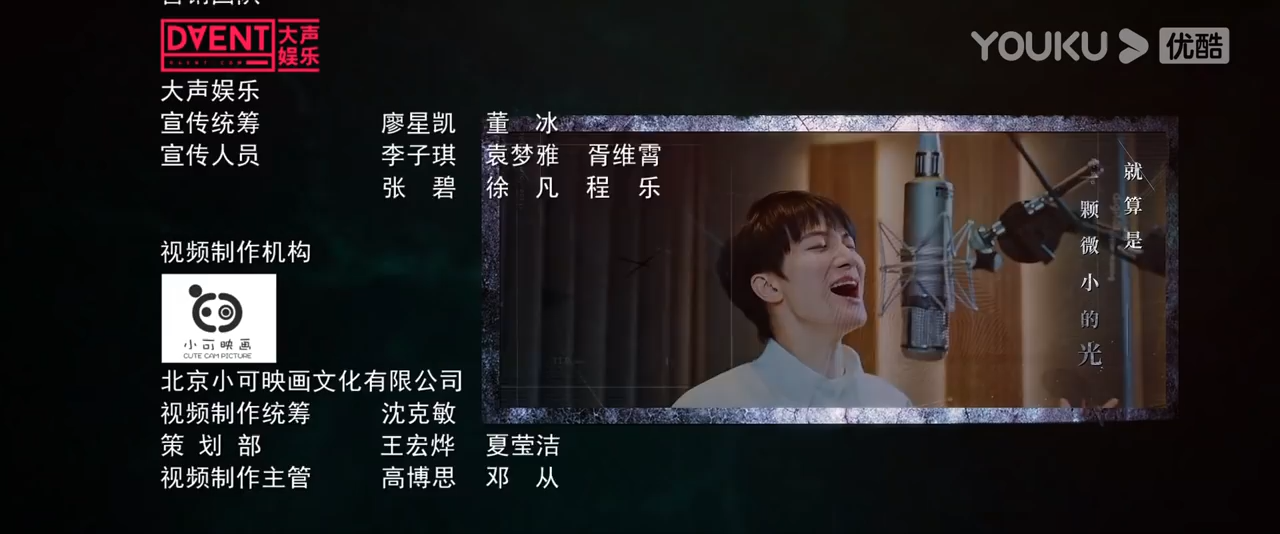 DAENT 大声娱乐
YOUKU 优酷
大声娱乐
宣传统筹 廖星凯 董 冰
宣传人员 李子琪 袁梦雅 胥维霄
张 碧 徐 凡 程 乐
视频制作机构
小可映画
CUTE CAM PICTURE
北京小可映画文化有限公司
视频制作统筹 沈克敏
策 划 部 王宏烨 夏莹洁
视频制作主管 高博思 邓 从
就算是
一颗微小的光